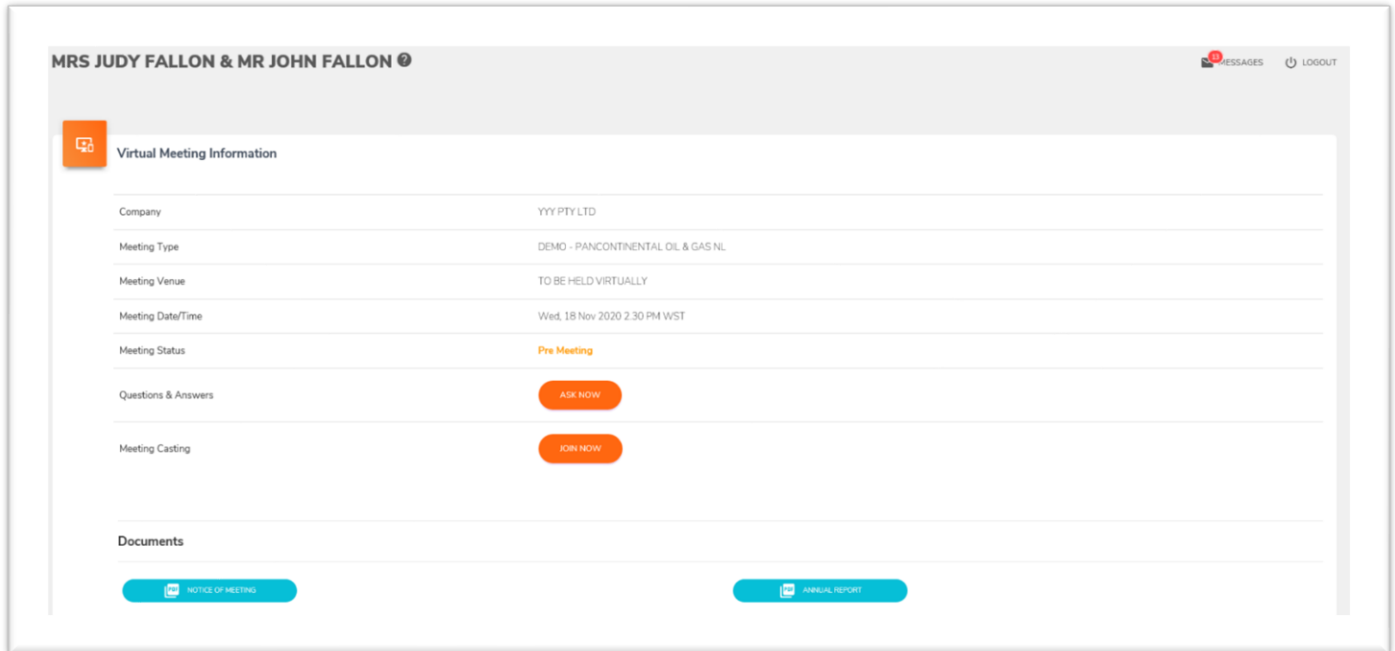 MRS JUDY FALLON & MR JOHN FALLON ?
MESSAGES LOGOUT
Virtual Meeting Information
Company YYY PTY LTD
Meeting Type DEMO - PANCONTINENTAL OIL & GAS NL
Meeting Venue TO BE HELD VIRTUALLY
Meeting Date/Time Wed, 18 Nov 2020 2.30 PM WST
Meeting Status Pre Meeting
Questions & Answers ASK NOW
Meeting Casting JOIN NOW
Documents
NOTICE OF MEETING ANNUAL REPORT